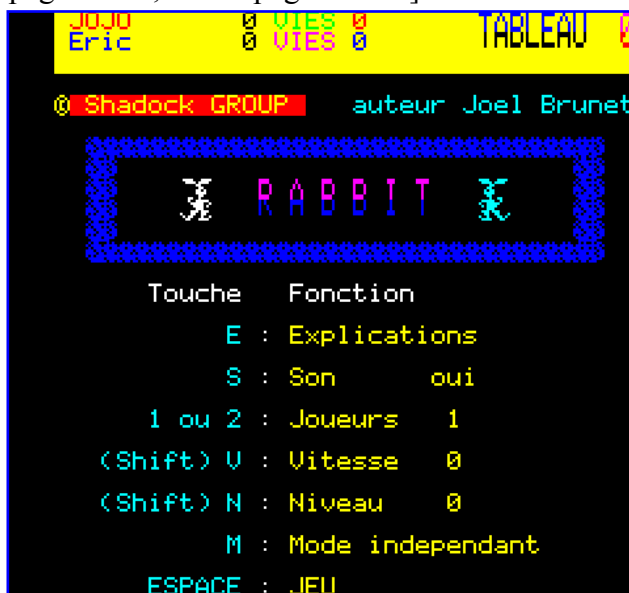 JOJO 0 VIES 0 TABLEAU 0
Eric 0 VIES 0
© Shadock GROUP auteur Joel Brunet
RABBIT
Touche Fonction
E : Explications
S : Son oui
1 ou 2 : Joueurs 1
(Shift) V : Vitesse 0
(Shift) N : Niveau 0
M : Mode independant
ESPACE : JEU